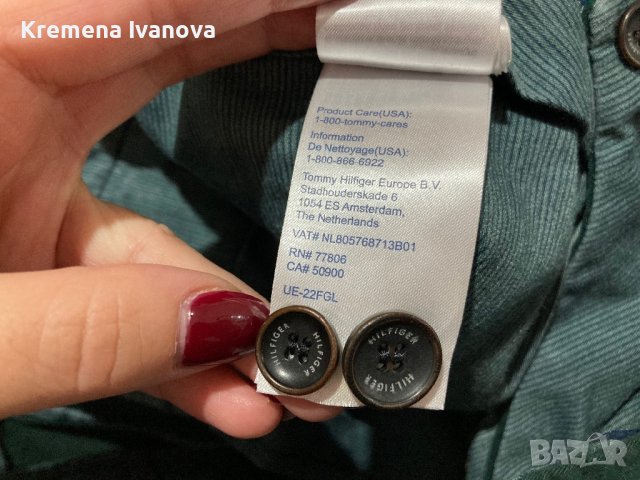 Kremena Ivanova
Product Care(USA):
1-800-tommy-cares
Information
De Nettoyage(USA):
1-800-866-6922
Tommy Hilfiger Europe B.V.
Stadhouderskade 6
1054 ES Amsterdam,
The Netherlands
VAT# NL805768713B01
RN# 77806
CA# 50900
UE-22FGL
HILFIGER HILFIGER
HILFIGER HILFIGER
bazar